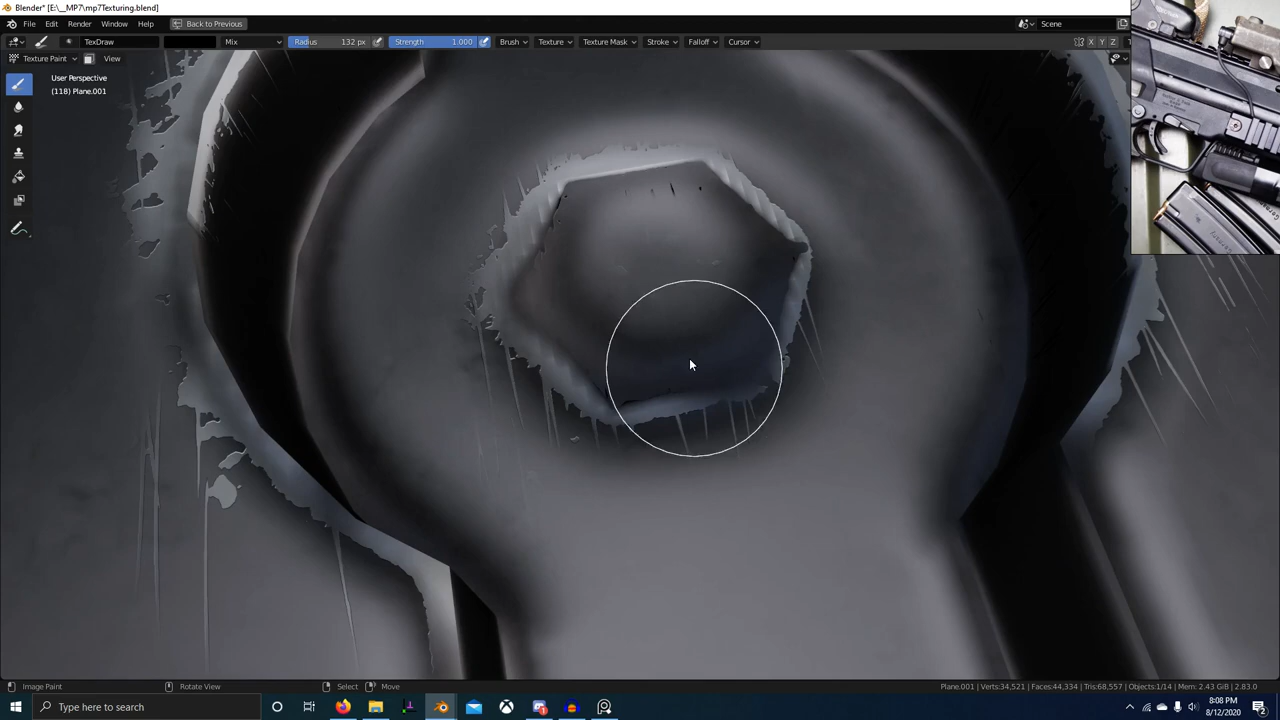 Blender* [E:\__MP7\mp7Texturing.blend]
File Edit Render Window Help Back to Previous Scene
TexDraw Mix Radius 132 px Strength 1.000 Brush Texture Texture Mask Stroke Falloff Cursor X Y Z
Texture Paint View
User Perspective
(118) Plane.001
Image Paint Rotate View Select Move Plane.001 | Verts:34,521 | Faces:44,334 | Tris:68,557 | Objects:1/14 | Mem: 2.43 GiB | 2.83.0
Type here to search
8:08 PM
8/12/2020
2